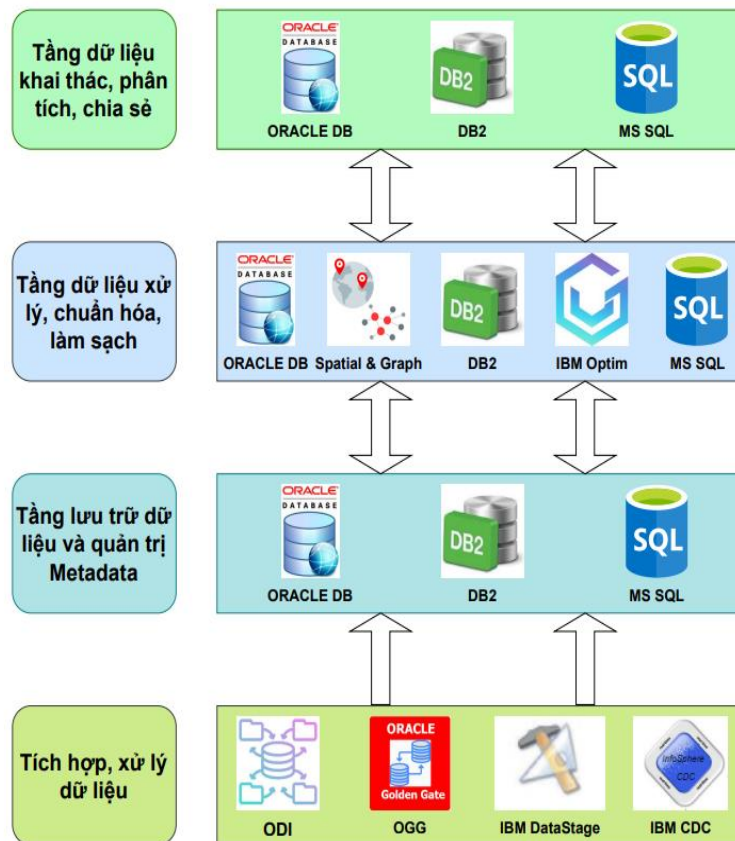 Tầng dữ liệu
khai thác, phân
tích, chia sẻ
ORACLE
DATABASE
ORACLE DB
DB2
DB2
SQL
MS SQL
Tầng dữ liệu xử
lý, chuẩn hóa,
làm sạch
ORACLE
DATABASE
ORACLE DB
Spatial & Graph
DB2
DB2
IBM Optim
SQL
MS SQL
Tầng lưu trữ dữ
liệu và quản trị
Metadata
ORACLE
DATABASE
ORACLE DB
DB2
DB2
SQL
MS SQL
Tích hợp, xử lý
dữ liệu
ODI
ORACLE
Golden Gate
OGG
IBM DataStage
InfoSphere
CDC
IBM CDC